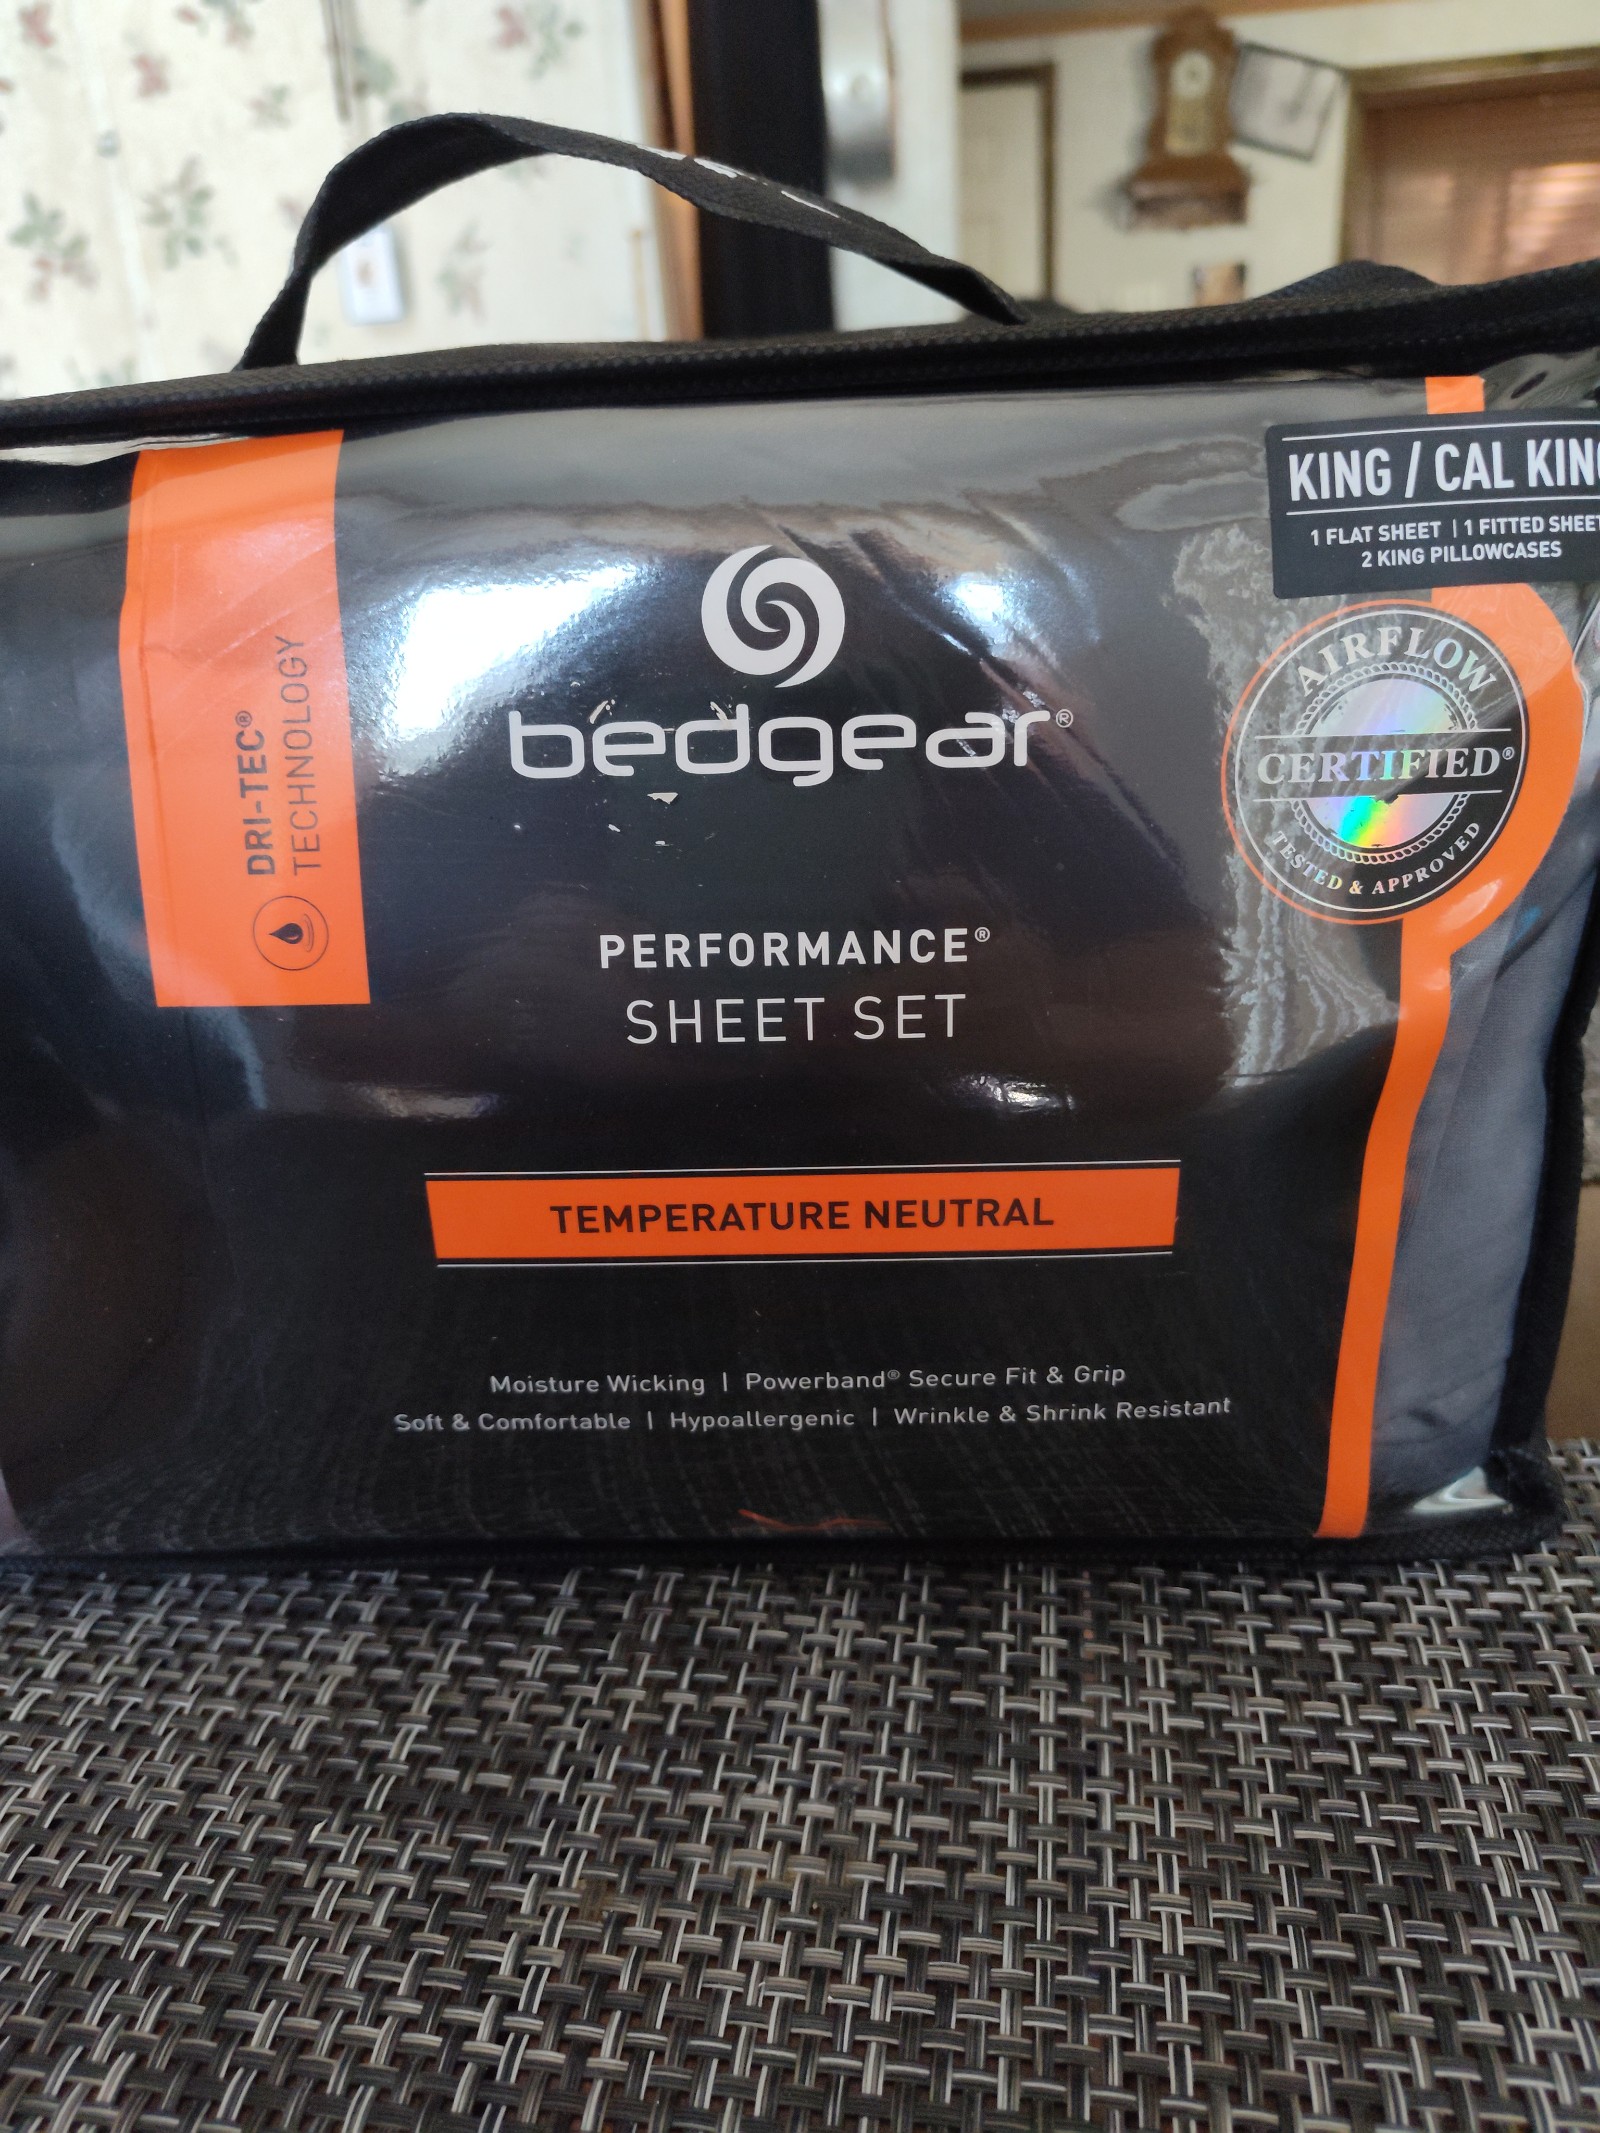 KING / CAL KING
1 FLAT SHEET | 1 FITTED SHEET
2 KING PILLOWCASES
AIRFLOW
CERTIFIED®
TESTED & APPROVED
DRI-TEC®
TECHNOLOGY
bedgear®
PERFORMANCE®
SHEET SET
TEMPERATURE NEUTRAL
Moisture Wicking | Powerband® Secure Fit & Grip
Soft & Comfortable | Hypoallergenic | Wrinkle & Shrink Resistant